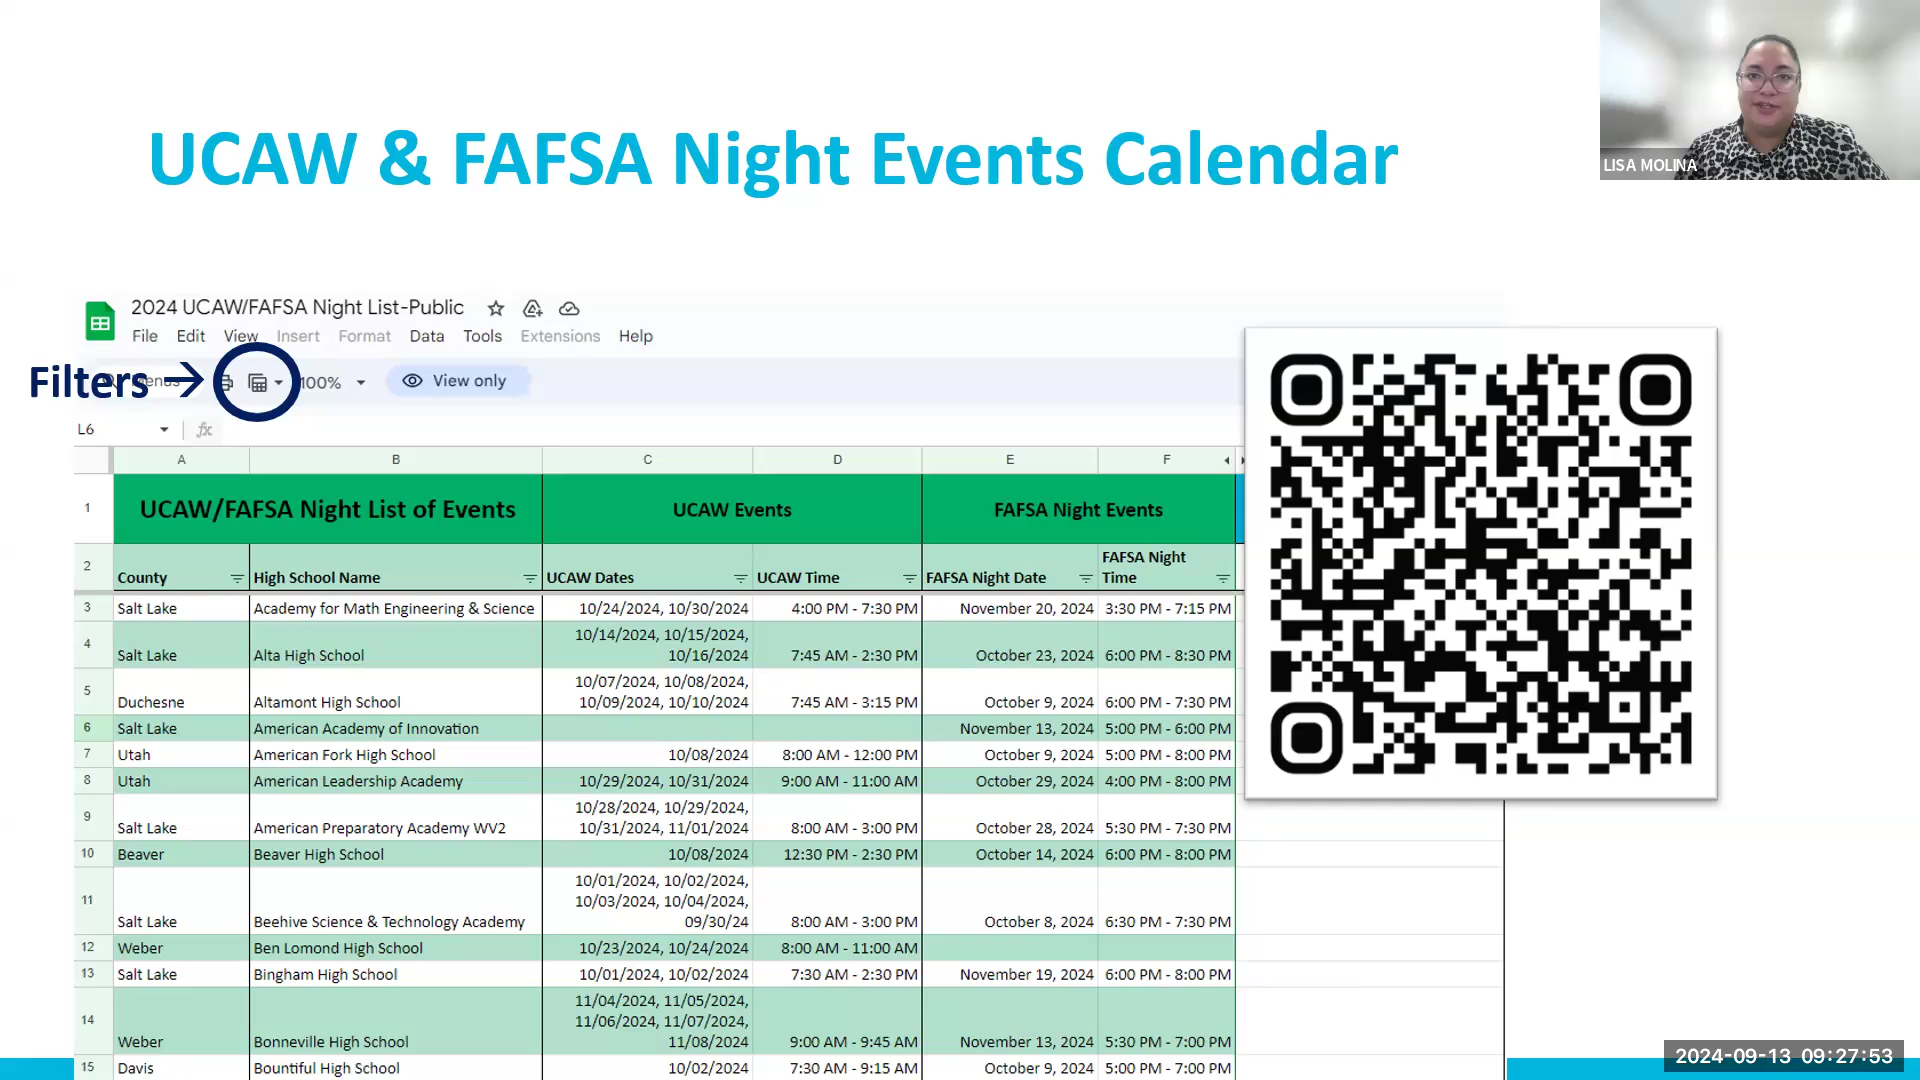 UCAW & FAFSA Night Events Calendar
LISA MOLINA
2024 UCAW/FAFSA Night List-Public
File Edit View Insert Format Data Tools Extensions Help
Filters → 100% View only
L6 fx
A B C D E F
1 UCAW/FAFSA Night List of Events UCAW Events FAFSA Night Events
2 County High School Name UCAW Dates UCAW Time FAFSA Night Date FAFSA Night Time
3 Salt Lake Academy for Math Engineering & Science 10/24/2024, 10/30/2024 4:00 PM - 7:30 PM November 20, 2024 3:30 PM - 7:15 PM
10/14/2024, 10/15/2024,
4 Salt Lake Alta High School 10/16/2024 7:45 AM - 2:30 PM October 23, 2024 6:00 PM - 8:30 PM
10/07/2024, 10/08/2024,
5 Duchesne Altamont High School 10/09/2024, 10/10/2024 7:45 AM - 3:15 PM October 9, 2024 6:00 PM - 7:30 PM
6 Salt Lake American Academy of Innovation November 13, 2024 5:00 PM - 6:00 PM
7 Utah American Fork High School 10/08/2024 8:00 AM - 12:00 PM October 9, 2024 5:00 PM - 8:00 PM
8 Utah American Leadership Academy 10/29/2024, 10/31/2024 9:00 AM - 11:00 AM October 29, 2024 4:00 PM - 8:00 PM
10/28/2024, 10/29/2024,
9 Salt Lake American Preparatory Academy WV2 10/31/2024, 11/01/2024 8:00 AM - 3:00 PM October 28, 2024 5:30 PM - 7:30 PM
10 Beaver Beaver High School 10/08/2024 12:30 PM - 2:30 PM October 14, 2024 6:00 PM - 8:00 PM
10/01/2024, 10/02/2024,
10/03/2024, 10/04/2024,
11 Salt Lake Beehive Science & Technology Academy 09/30/24 8:00 AM - 3:00 PM October 8, 2024 6:30 PM - 7:30 PM
12 Weber Ben Lomond High School 10/23/2024, 10/24/2024 8:00 AM - 11:00 AM
13 Salt Lake Bingham High School 10/01/2024, 10/02/2024 7:30 AM - 2:30 PM November 19, 2024 6:00 PM - 8:00 PM
11/04/2024, 11/05/2024,
11/06/2024, 11/07/2024,
14 Weber Bonneville High School 11/08/2024 9:00 AM - 9:45 AM November 13, 2024 5:30 PM - 7:00 PM
15 Davis Bountiful High School 10/02/2024 7:30 AM - 9:15 AM October 9, 2024 5:00 PM - 7:00 PM
2024-09-13 09:27:53